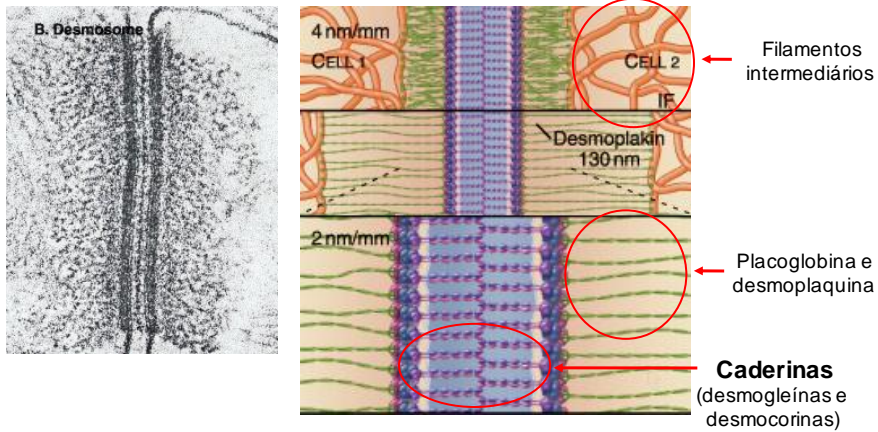 B. Desmosome
4 nm/mm
CELL 1
CELL 2
IF
Filamentos
intermediários
Desmoplakin
130 nm
2 nm/mm
Placoglobina e
desmoplaquina
Caderinas
(desmogleínas e
desmocorinas)